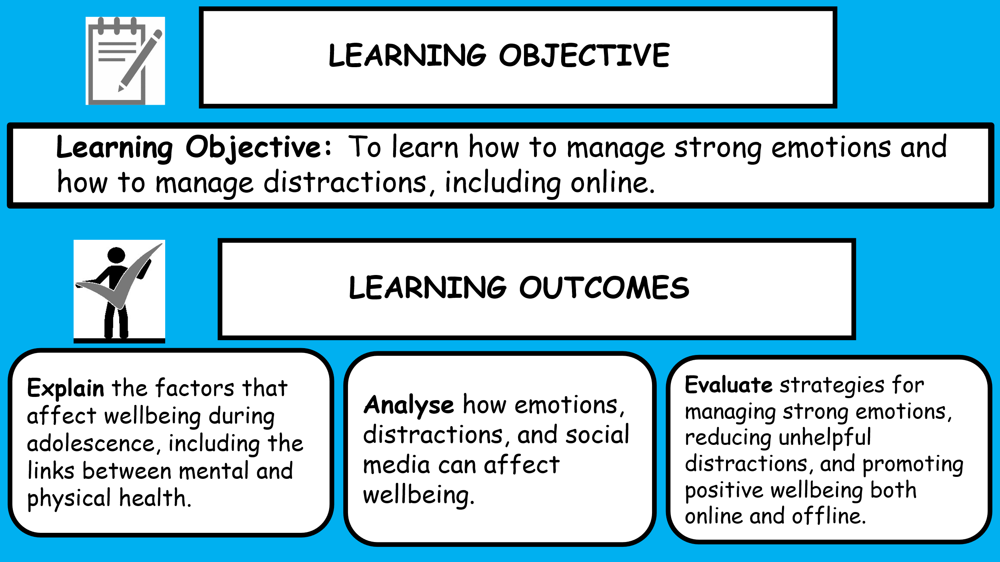 LEARNING OBJECTIVE
Learning Objective: To learn how to manage strong emotions and
how to manage distractions, including online.
LEARNING OUTCOMES
Explain the factors that
affect wellbeing during
adolescence, including the
links between mental and
physical health.
Analyse how emotions,
distractions, and social
media can affect
wellbeing.
Evaluate strategies for
managing strong emotions,
reducing unhelpful
distractions, and promoting
positive wellbeing both
online and offline.